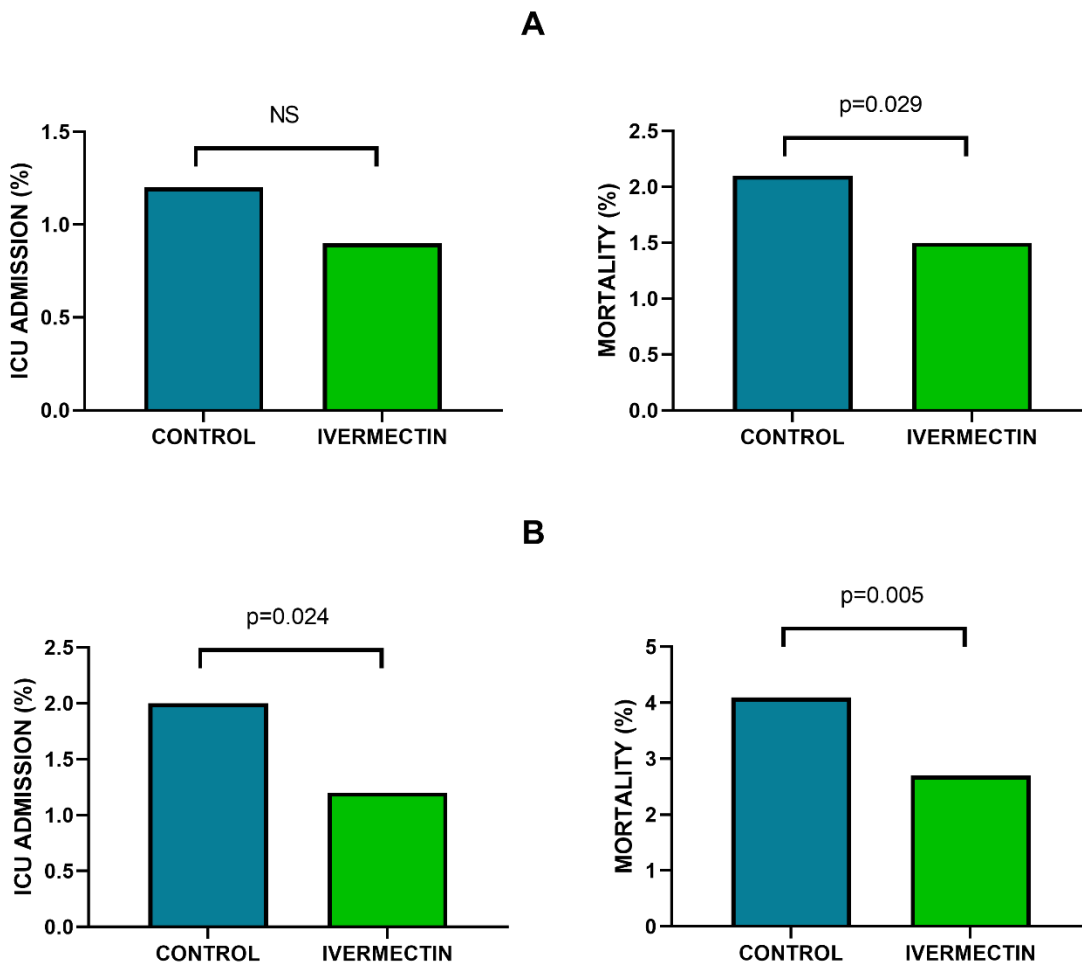 A
NS
ICU ADMISSION (%)
1.5
1.0
0.5
0.0
CONTROL IVERMECTIN
p=0.029
MORTALITY (%)
2.5
2.0
1.5
1.0
0.5
0.0
CONTROL IVERMECTIN
B
p=0.024
ICU ADMISSION (%)
2.5
2.0
1.5
1.0
0.5
0.0
CONTROL IVERMECTIN
p=0.005
MORTALITY (%)
5
4
3
2
1
0
CONTROL IVERMECTIN